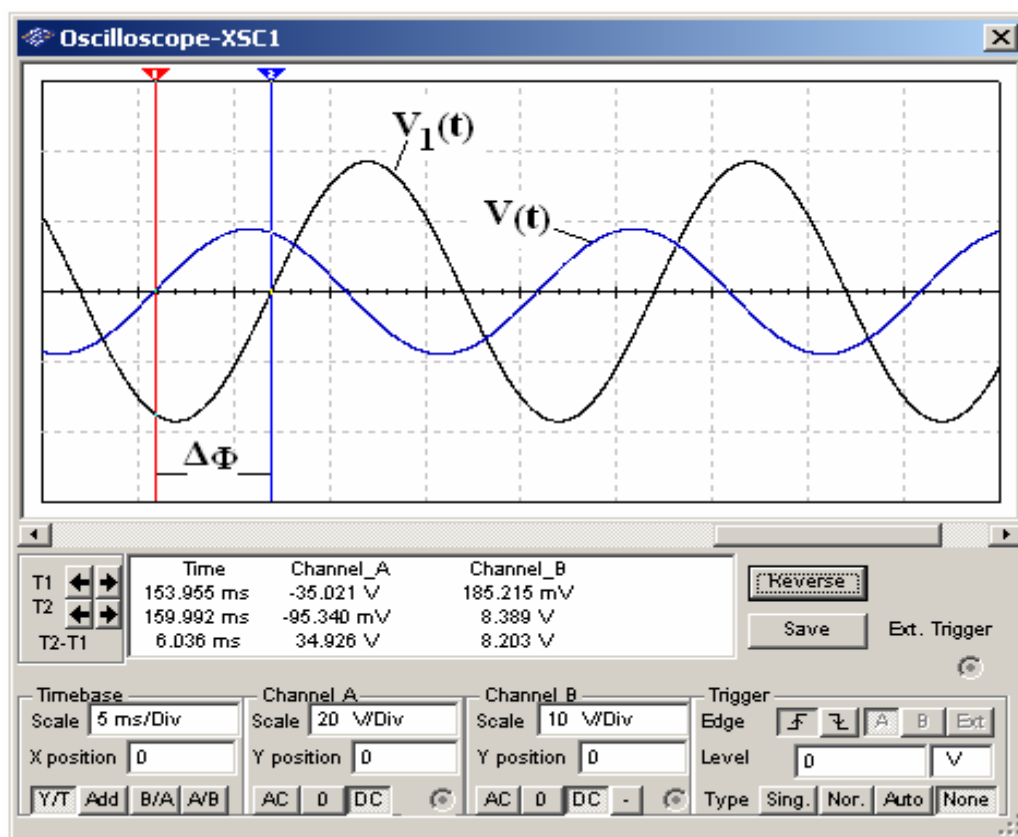 Oscilloscope-XSC1
1 2
V₁(t)
V(t)
ΔΦ
T1
T2
T2-T1
Time Channel_A Channel_B
153.955 ms -35.021 V 185.215 mV
159.992 ms -95.340 mV 8.389 V
6.036 ms 34.926 V 8.203 V
Reverse
Save Ext. Trigger
Timebase
Scale 5 ms/Div
X position 0
Y/T Add B/A A/B
Channel A
Scale 20 V/Div
Y position 0
AC 0 DC
Channel B
Scale 10 V/Div
Y position 0
AC 0 DC -
Trigger
Edge A B Ext
Level 0 V
Type Sing. Nor. Auto None